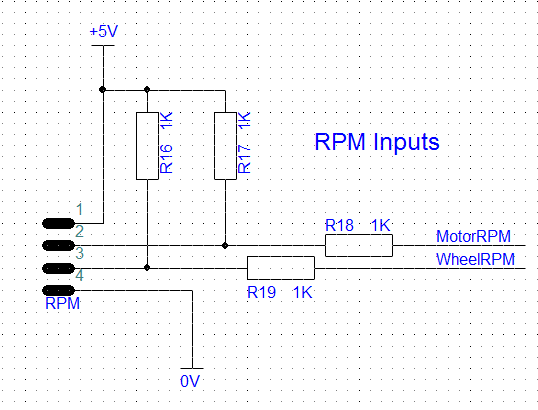 +5V
R16 1K
R17 1K
RPM Inputs
1
2
3
4
RPM
R18 1K
MotorRPM
WheelRPM
R19 1K
0V